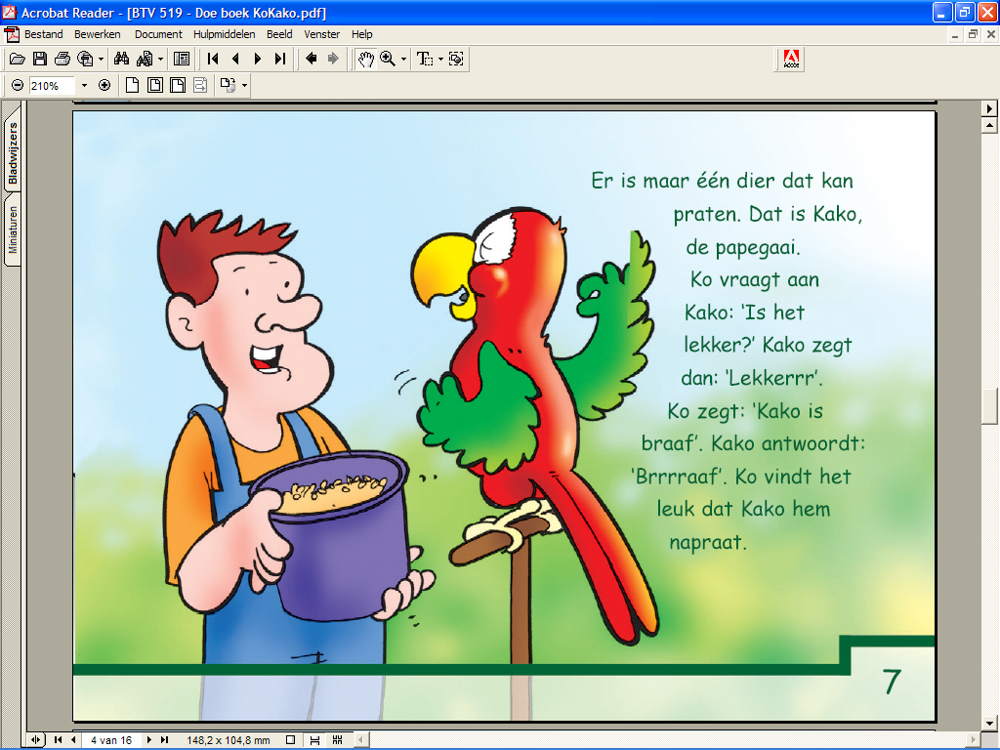 Acrobat Reader - [BTV 519 - Doe boek KoKako.pdf]
Bestand Bewerken Document Hulpmiddelen Beeld Venster Help
Adobe
210%
Bladwijzers
Miniaturen
Er is maar één dier dat kan
praten. Dat is Kako,
de papegaai.
Ko vraagt aan
Kako: 'Is het
lekker?' Kako zegt
dan: 'Lekkerrr'.
Ko zegt: 'Kako is
braaf'. Kako antwoordt:
'Brrrraaf'. Ko vindt het
leuk dat Kako hem
napraat.
7
4 van 16 148,2 x 104,8 mm